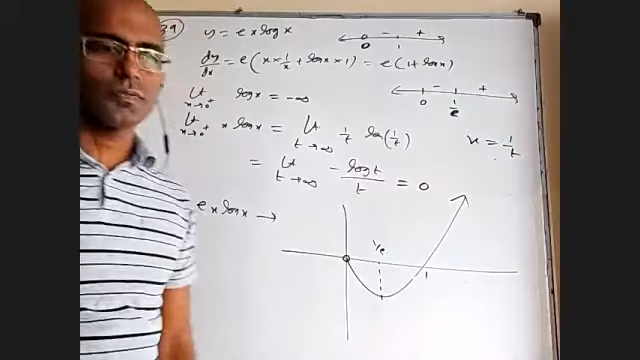 39
y = e x log x
- +
0 1
dy/dx = e ( x × 1/x + log x × 1 ) = e ( 1 + log x )
- +
0 1/e
lt x→0+ log x = -∞
lt x→0+ x log x = lt t→∞ 1/t log (1/t) x = 1/t
= lt t→∞ - log t / t = 0
e x log x →
1/e
1